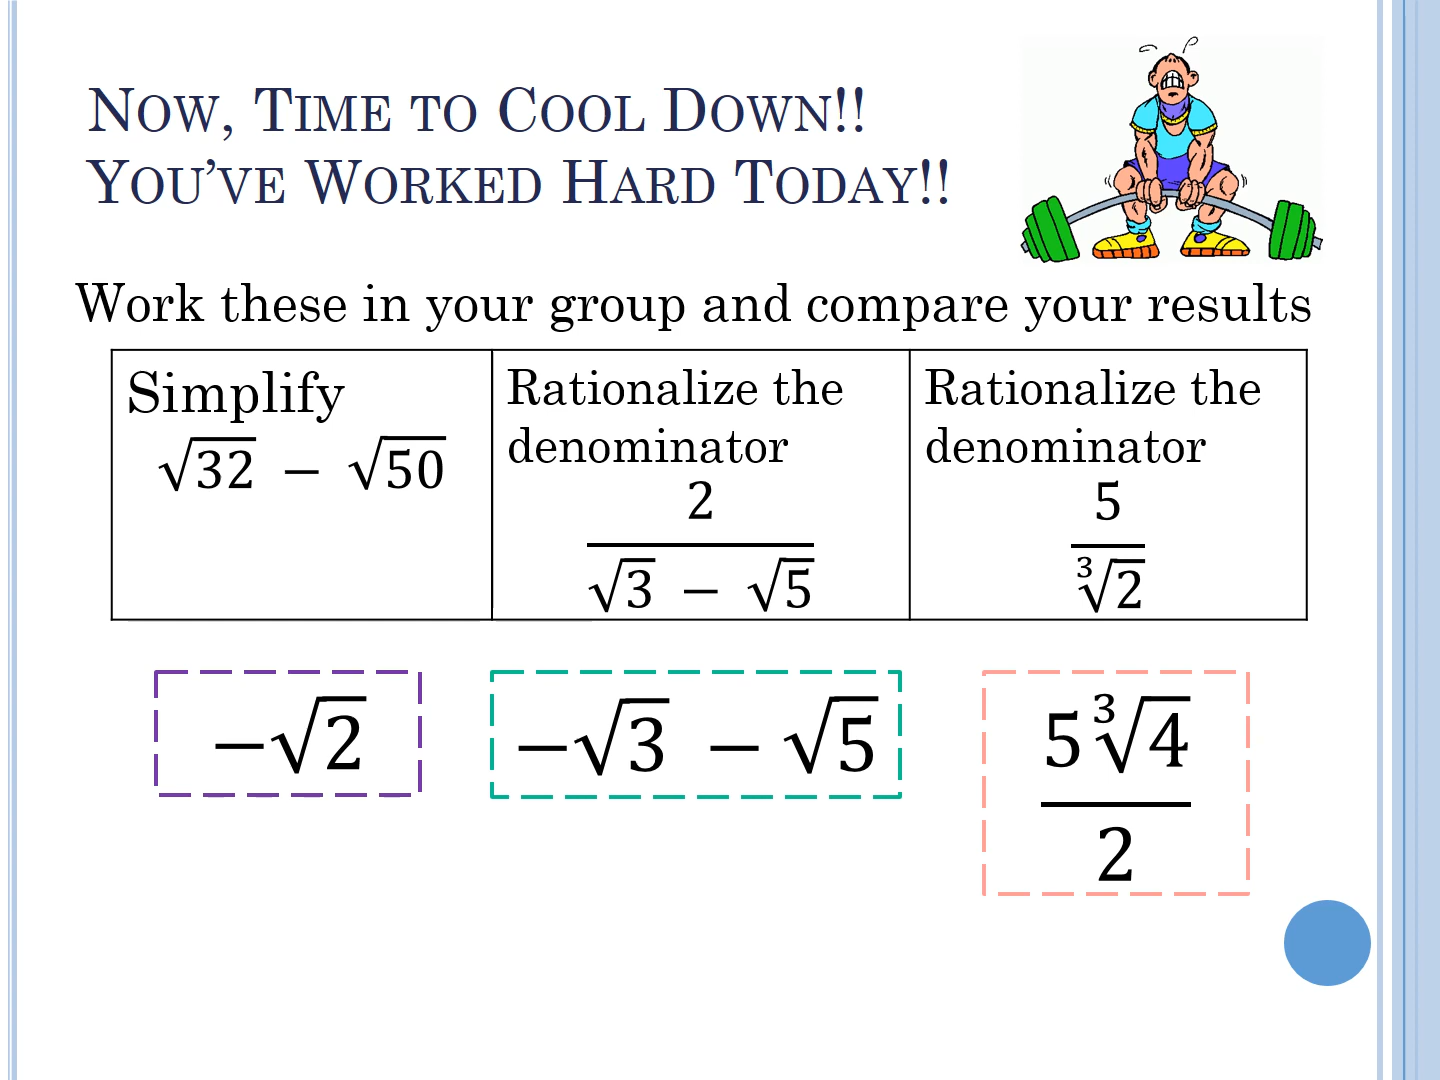 Now, Time to Cool Down!!
You've Worked Hard Today!!
Work these in your group and compare your results
Simplify
√32 − √50
Rationalize the
denominator
2
√3 − √5
Rationalize the
denominator
5
∛2
−√2
−√3 − √5
5∛4
2